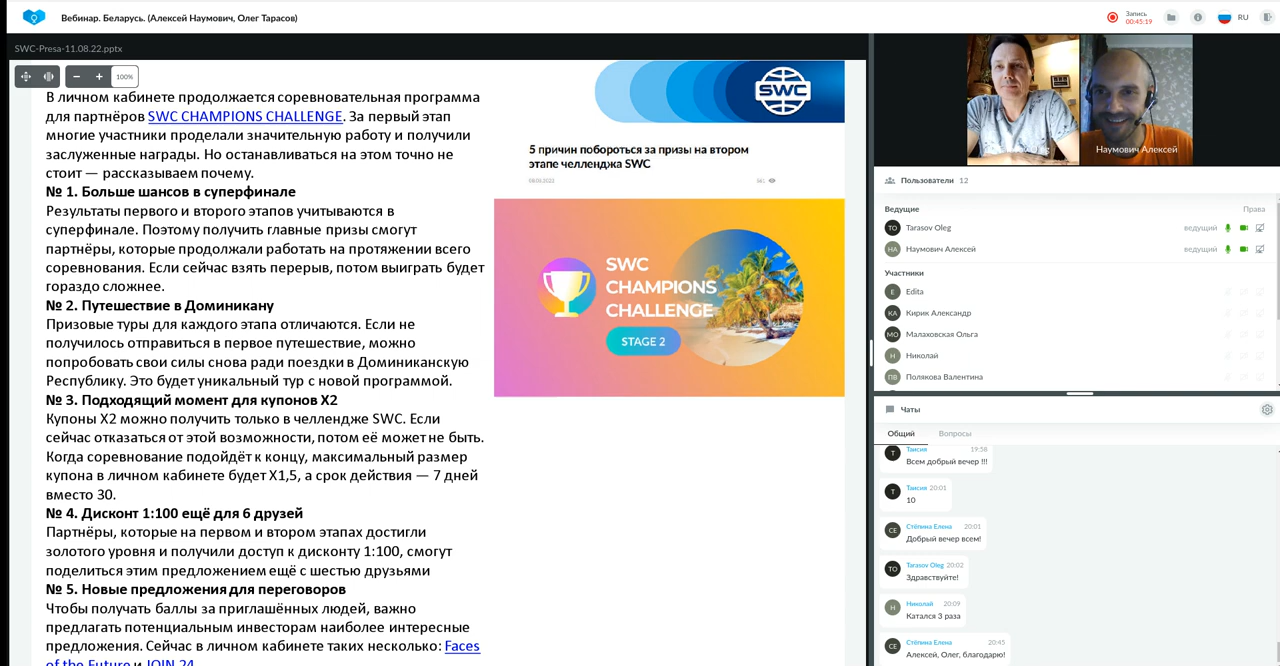 Вебинар. Беларусь. (Алексей Наумович, Олег Тарасов)
Запись
00:45:19
RU
SWC-Presa-11.08.22.pptx
100%
В личном кабинете продолжается соревновательная программа
для партнёров SWC CHAMPIONS CHALLENGE. За первый этап
многие участники проделали значительную работу и получили
заслуженные награды. Но останавливаться на этом точно не
стоит — рассказываем почему.
№ 1. Больше шансов в суперфинале
Результаты первого и второго этапов учитываются в
суперфинале. Поэтому получить главные призы смогут
партнёры, которые продолжали работать на протяжении всего
соревнования. Если сейчас взять перерыв, потом выиграть будет
гораздо сложнее.
№ 2. Путешествие в Доминикану
Призовые туры для каждого этапа отличаются. Если не
получилось отправиться в первое путешествие, можно
попробовать свои силы снова ради поездки в Доминиканскую
Республику. Это будет уникальный тур с новой программой.
№ 3. Подходящий момент для купонов X2
Купоны X2 можно получить только в челлендже SWC. Если
сейчас отказаться от этой возможности, потом её может не быть.
Когда соревнование подойдёт к концу, максимальный размер
купона в личном кабинете будет X1,5, а срок действия — 7 дней
вместо 30.
№ 4. Дисконт 1:100 ещё для 6 друзей
Партнёры, которые на первом и втором этапах достигли
золотого уровня и получили доступ к дисконту 1:100, смогут
поделиться этим предложением ещё с шестью друзьями
№ 5. Новые предложения для переговоров
Чтобы получать баллы за приглашённых людей, важно
предлагать потенциальным инвесторам наиболее интересные
предложения. Сейчас в личном кабинете таких несколько: Faces
of the Future и JOIN 24
SWC
5 причин побороться за призы на втором
этапе челленджа SWC
SWC
CHAMPIONS
CHALLENGE
STAGE 2
Наумович Алексей
Пользователи 12
Ведущие Права
TO Tarasov Oleg ведущий
НА Наумович Алексей ведущий
Участники
E Edita
КА Кирик Александр
МО Малаховская Ольга
Н Николай
ПВ Полякова Валентина
Чаты
Общий Вопросы
Т Таисия 19:58
Всем добрый вечер !!!
Т Таисия 20:01
10
СЕ Стёпина Елена 20:01
Добрый вечер всем!
TO Tarasov Oleg 20:02
Здравствуйте!
Н Николай 20:09
Катался 3 раза
СЕ Стёпина Елена 20:45
Алексей, Олег, благодарю!